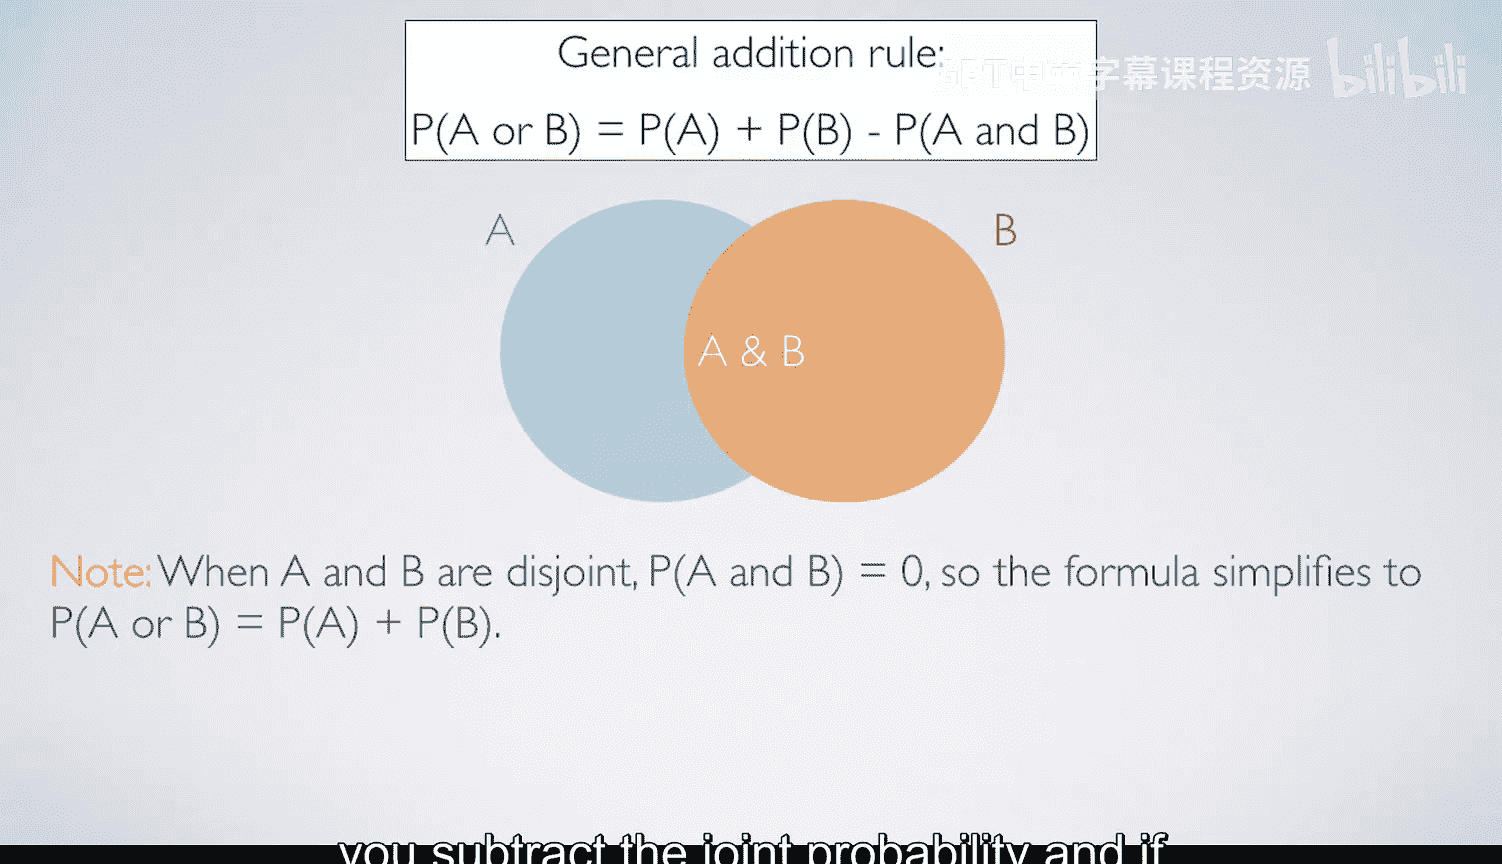 General addition rule:
字幕课程资源 bilibili
P(A or B) = P(A) + P(B) - P(A and B)
A
B
A & B
Note: When A and B are disjoint, P(A and B) = 0, so the formula simplifies to
P(A or B) = P(A) + P(B).
you subtract the joint probability and if